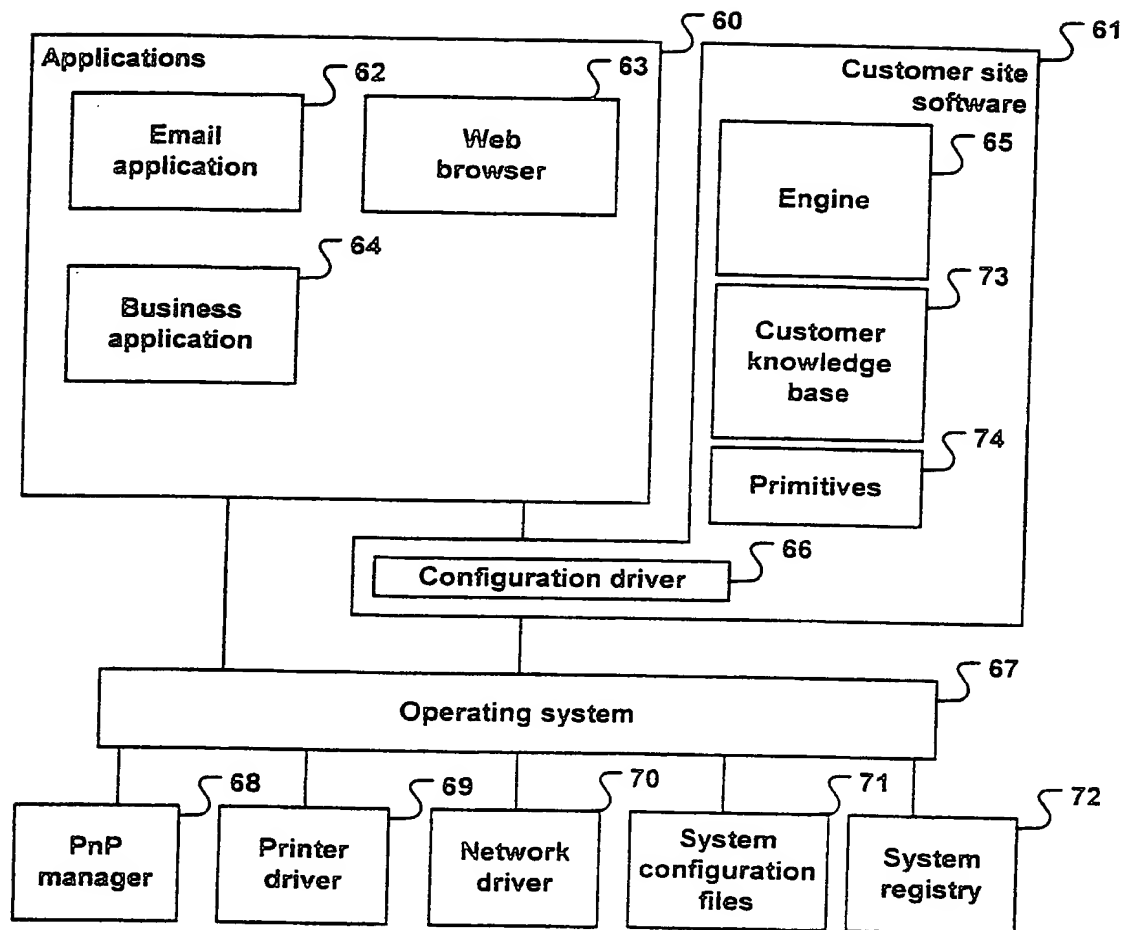 60
61
Applications
62
63
Customer site
software
Email
application
Web
browser
65
Engine
64
Business
application
73
Customer
knowledge
base
74
Primitives
66
Configuration driver
67
Operating system
68
69
70
71
72
PnP
manager
Printer
driver
Network
driver
System
configuration
files
System
registry